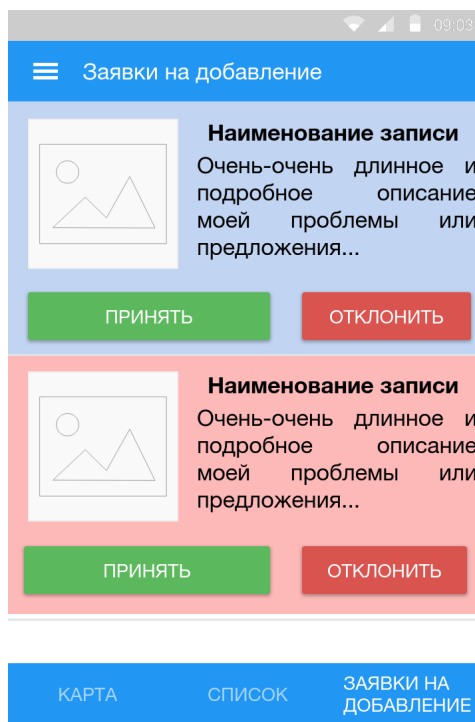 09:03
Заявки на добавление
Наименование записи
Очень-очень длинное и
подробное описание
моей проблемы или
предложения...
ПРИНЯТЬ ОТКЛОНИТЬ
Наименование записи
Очень-очень длинное и
подробное описание
моей проблемы или
предложения...
ПРИНЯТЬ ОТКЛОНИТЬ
КАРТА СПИСОК ЗАЯВКИ НА
ДОБАВЛЕНИЕ